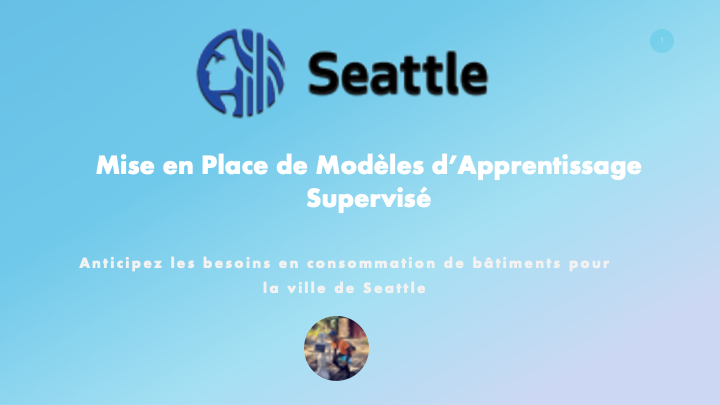 Seattle
Mise en Place de Modèles d’Apprentissage
Supervisé
Anticipez les besoins en consommation de bâtiments pour
la ville de Seattle